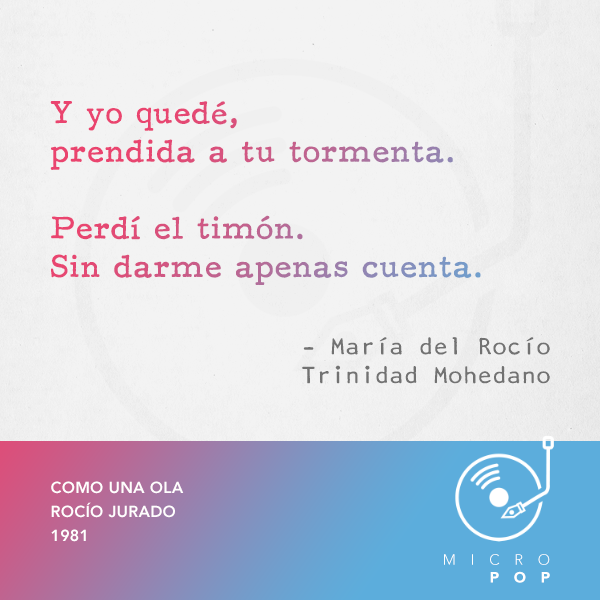 Y yo quedé,
prendida a tu tormenta.
Perdí el timón.
Sin darme apenas cuenta.
- María del Rocío
Trinidad Mohedano
COMO UNA OLA
ROCÍO JURADO
1981
MICRO
POP